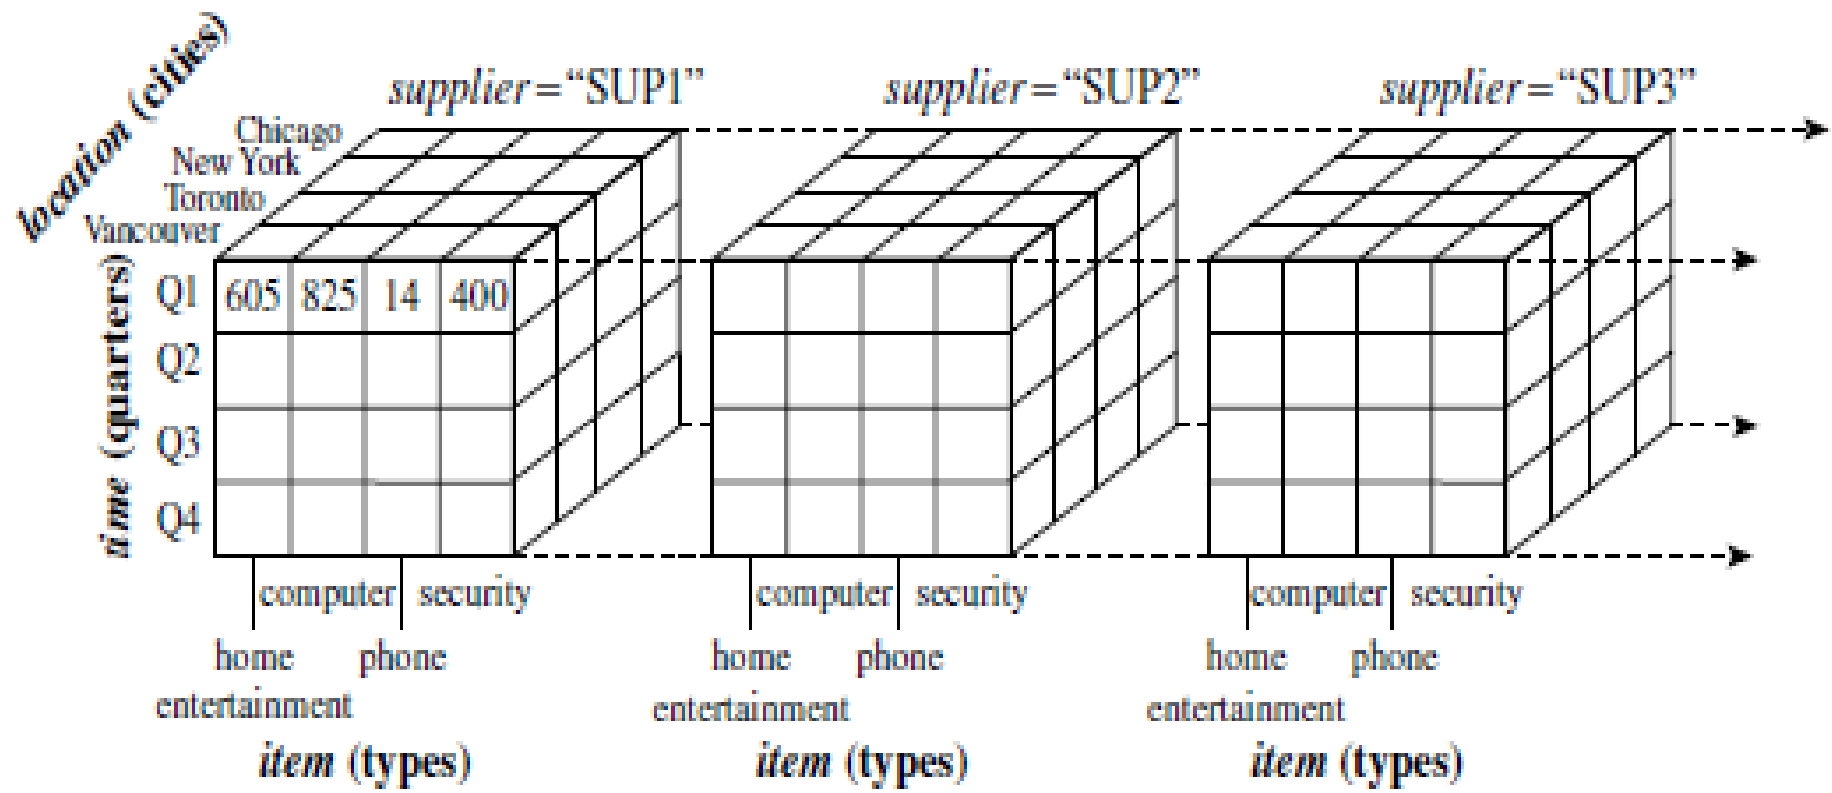 location (cities)
supplier=“SUP1”
supplier=“SUP2”
supplier=“SUP3”
Chicago
New York
Toronto
Vancouver
time (quarters)
Q1 605 825 14 400
Q2
Q3
Q4
computer security
home phone
entertainment
item (types)
computer security
home phone
entertainment
item (types)
computer security
home phone
entertainment
item (types)